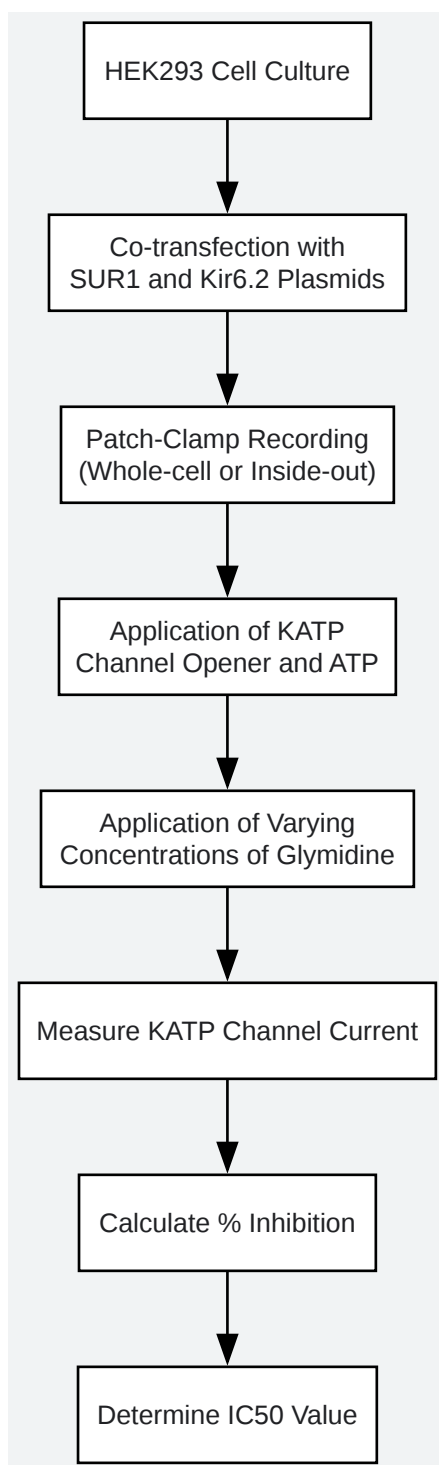 HEK293 Cell Culture
Co-transfection with
SUR1 and Kir6.2 Plasmids
Patch-Clamp Recording
(Whole-cell or Inside-out)
Application of KATP
Channel Opener and ATP
Application of Varying
Concentrations of Glymidine
Measure KATP Channel Current
Calculate % Inhibition
Determine IC50 Value